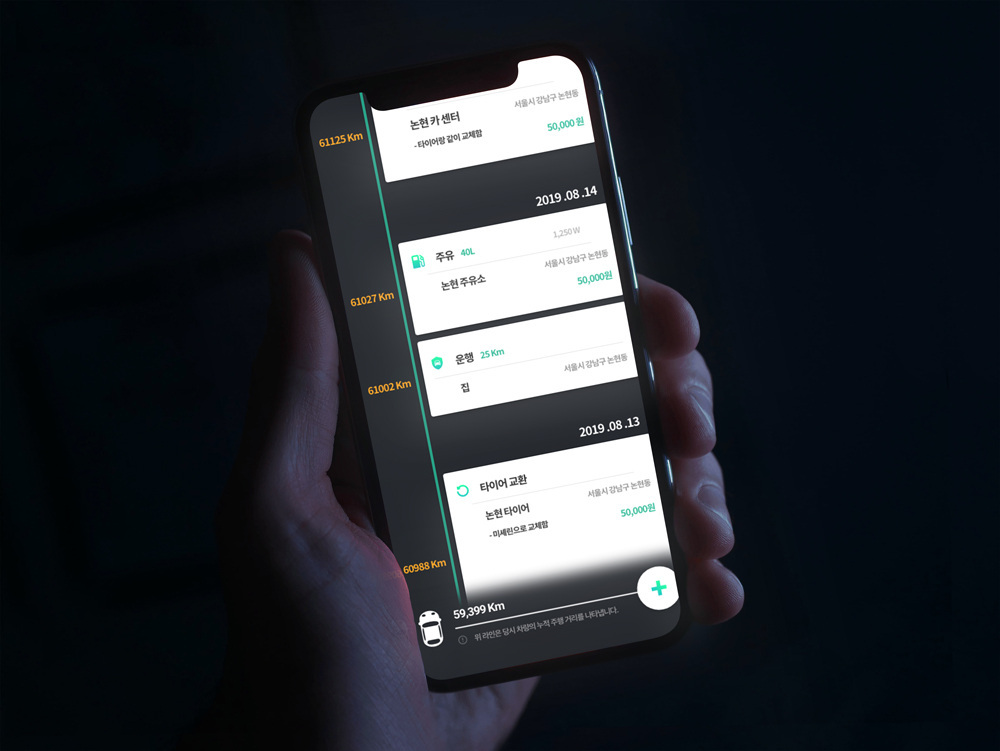 논현 카 센터
서울시 강남구 논현동
61125 Km
- 타이어랑 같이 교체함
50,000 원
2019 .08 .14
주유 40L
1,250 W
논현 주유소
서울시 강남구 논현동
61027 Km
50,000원
운행 25 Km
61002 Km
집
서울시 강남구 논현동
2019 .08 .13
타이어 교환
논현 타이어
서울시 강남구 논현동
- 미세린으로 교체함
50,000원
60988 Km
59,399 Km
위 라인은 당시 차량의 누적 주행 거리를 나타냅니다.